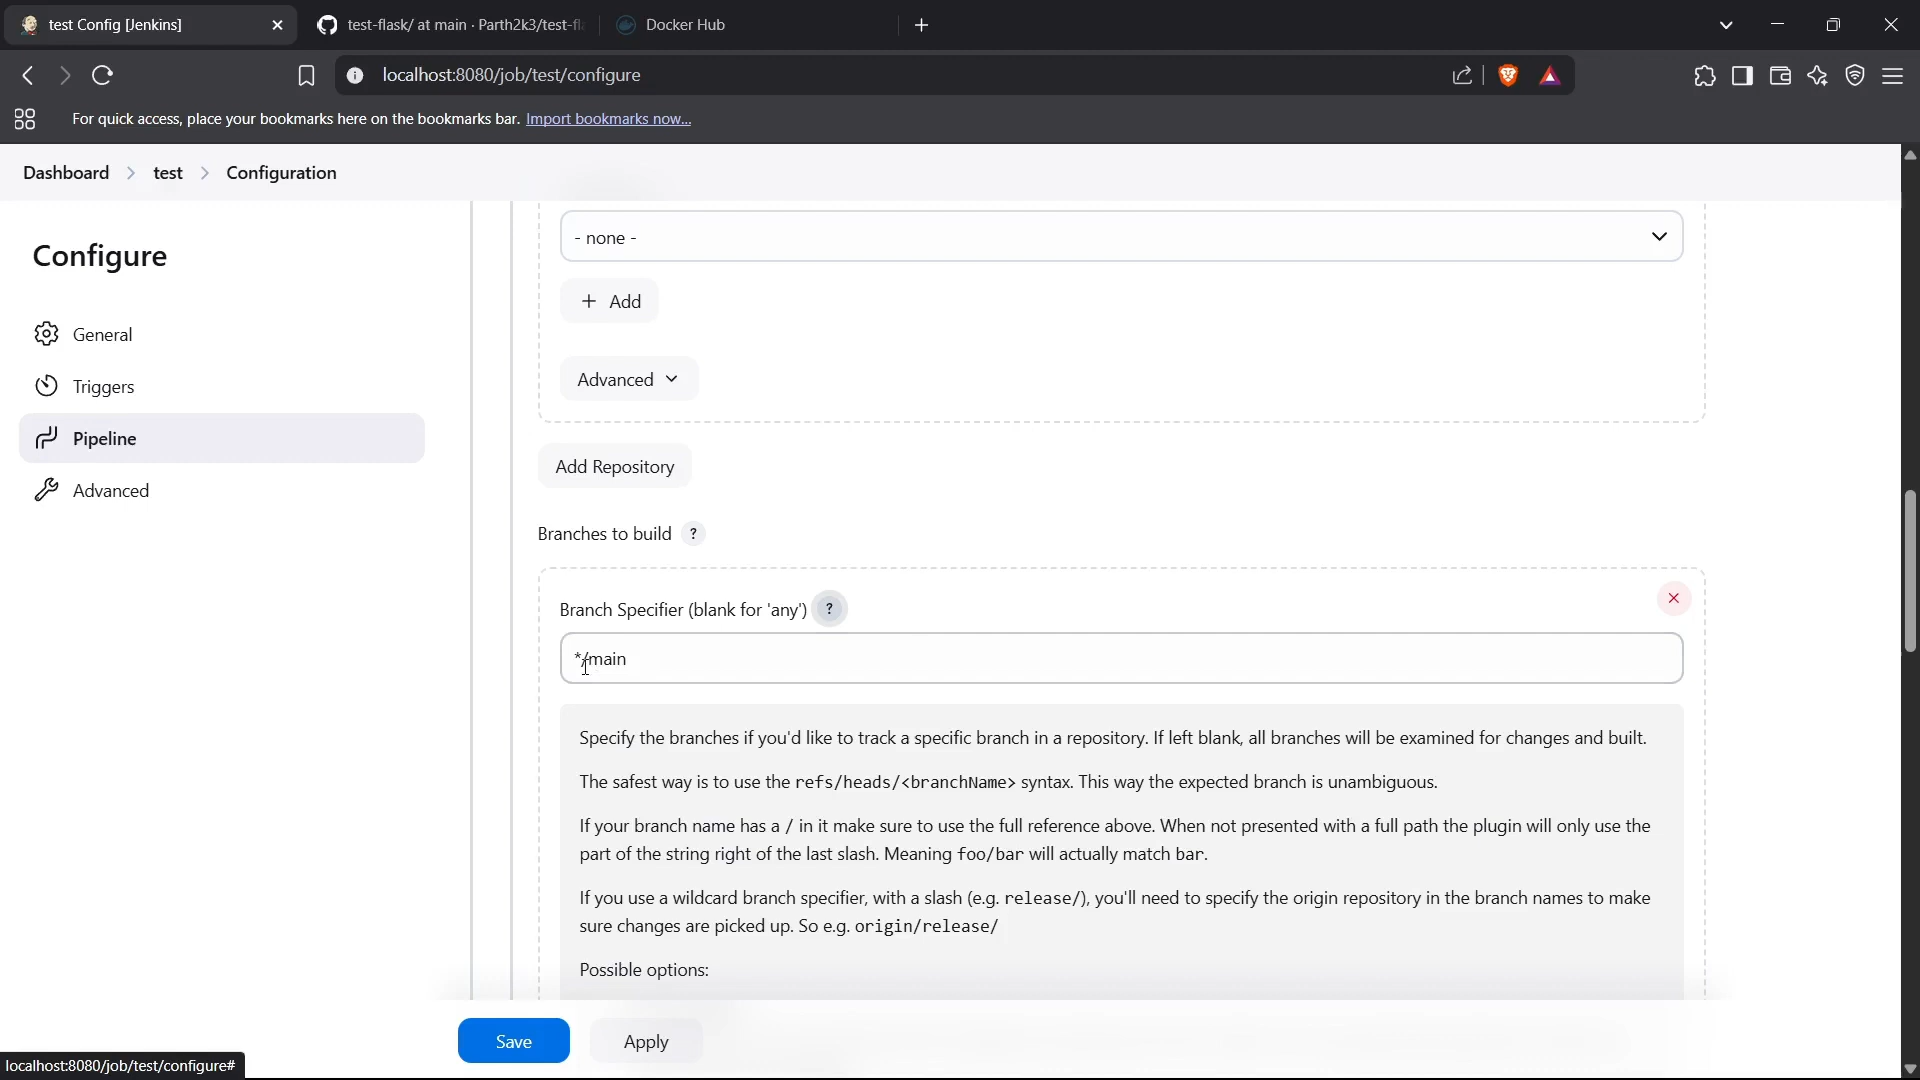 test Config [Jenkins]
test-flask/ at main · Parth2k3/test-fl
Docker Hub
localhost:8080/job/test/configure
For quick access, place your bookmarks here on the bookmarks bar. Import bookmarks now...
Dashboard > test > Configuration
Configure
General
Triggers
Pipeline
Advanced
- none -
+ Add
Advanced
Add Repository
Branches to build ?
Branch Specifier (blank for 'any') ?
*/main
Specify the branches if you'd like to track a specific branch in a repository. If left blank, all branches will be examined for changes and built.
The safest way is to use the refs/heads/<branchName> syntax. This way the expected branch is unambiguous.
If your branch name has a / in it make sure to use the full reference above. When not presented with a full path the plugin will only use the
part of the string right of the last slash. Meaning foo/bar will actually match bar.
If you use a wildcard branch specifier, with a slash (e.g. release/), you'll need to specify the origin repository in the branch names to make
sure changes are picked up. So e.g. origin/release/
Possible options:
Save
Apply
localhost:8080/job/test/configure#